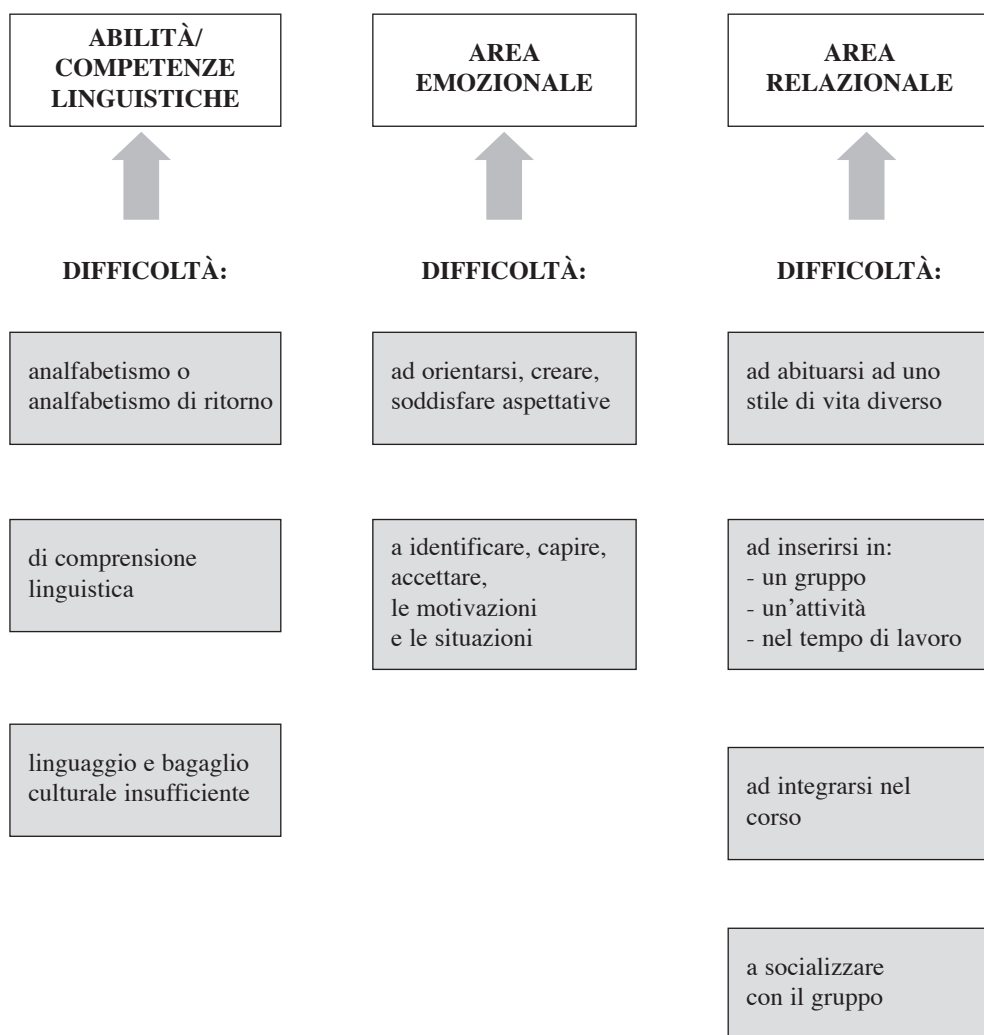 ABILITÀ/
COMPETENZE
LINGUISTICHE
DIFFICOLTÀ:
analfabetismo o
analfabetismo di ritorno
di comprensione
linguistica
linguaggio e bagaglio
culturale insufficiente
AREA
EMOZIONALE
DIFFICOLTÀ:
ad orientarsi, creare,
soddisfare aspettative
a identificare, capire,
accettare,
le motivazioni
e le situazioni
AREA
RELAZIONALE
DIFFICOLTÀ:
ad abituarsi ad uno
stile di vita diverso
ad inserirsi in:
- un gruppo
- un’attività
- nel tempo di lavoro
ad integrarsi nel
corso
a socializzare
con il gruppo